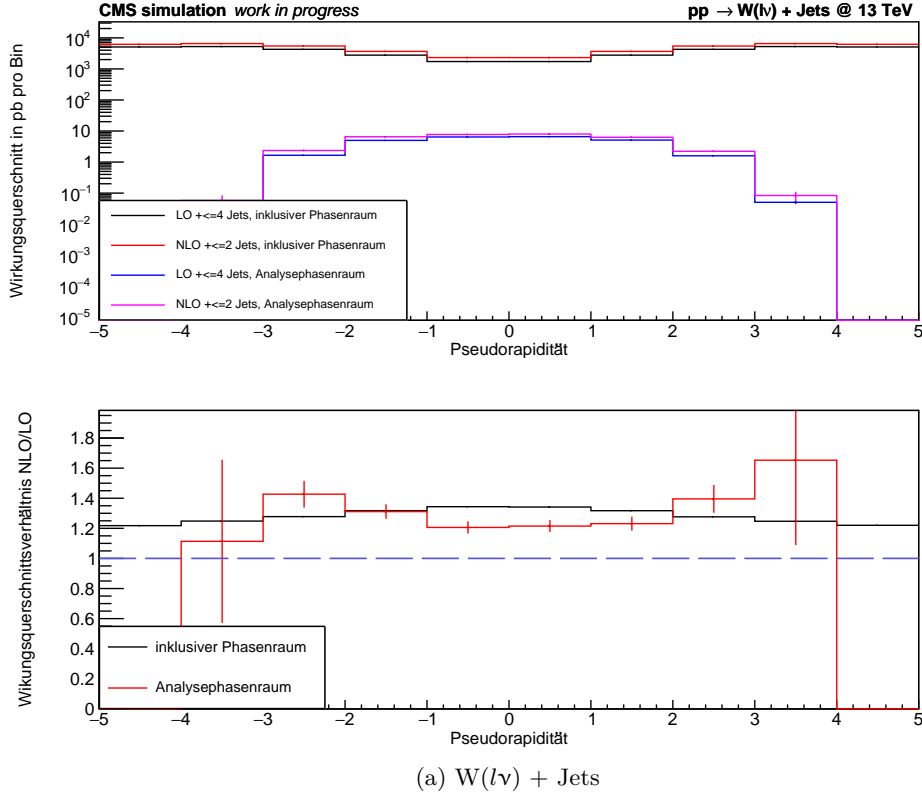 CMS simulation work in progress pp → W(lν) + Jets @ 13 TeV
Wirkungsquerschnitt in pb pro Bin
10⁴
10³
10²
10
1
10⁻¹
10⁻²
10⁻³
10⁻⁴
10⁻⁵
LO +<=4 Jets, inklusiver Phasenraum
NLO +<=2 Jets, inklusiver Phasenraum
LO +<=4 Jets, Analysephasenraum
NLO +<=2 Jets, Analysephasenraum
−5 −4 −3 −2 −1 0 1 2 3 4 5
Pseudorapidität
Wikungsquerschnittsverhältnis NLO/LO
1.8
1.6
1.4
1.2
1
0.8
0.6
0.4
0.2
0
inklusiver Phasenraum
Analysephasenraum
−5 −4 −3 −2 −1 0 1 2 3 4 5
Pseudorapidität
(a) W(lν) + Jets